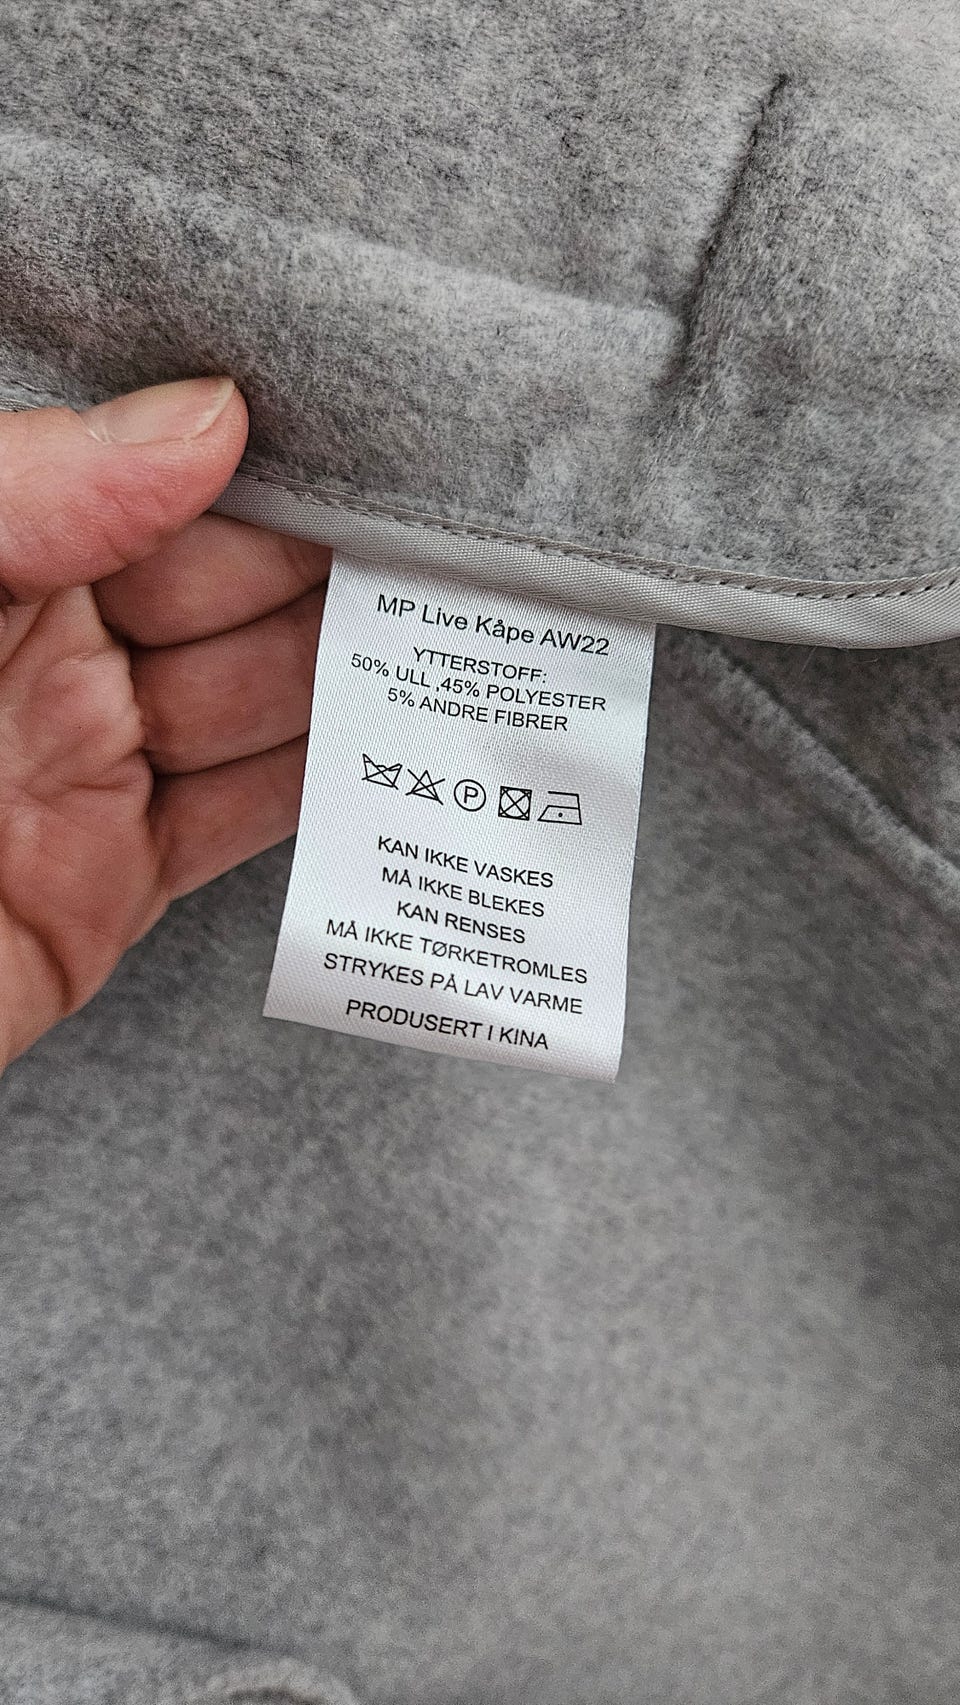 MP Live Kåpe AW22
YTTERSTOFF:
50% ULL ,45% POLYESTER
5% ANDRE FIBRER
P
KAN IKKE VASKES
MÅ IKKE BLEKES
KAN RENSES
MÅ IKKE TØRKETROMLES
STRYKES PÅ LAV VARME
PRODUSERT I KINA